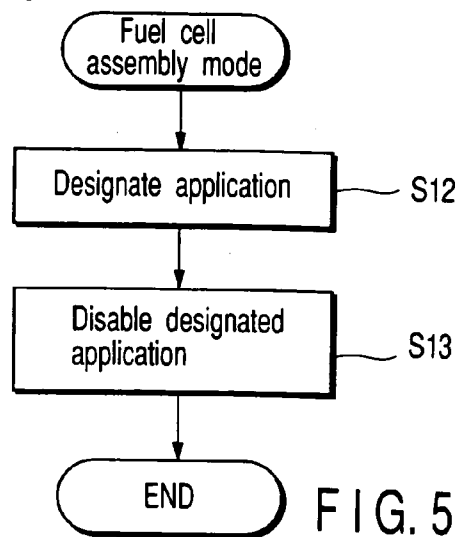 Fuel cell
assembly mode
Designate application
S12
Disable designated
application
S13
END
FIG. 5